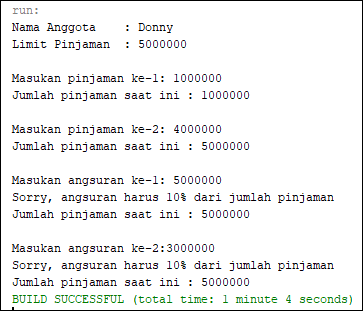 run:
Nama Anggota   : Donny
Limit Pinjaman  : 5000000
Masukan pinjaman ke-1: 1000000
Jumlah pinjaman saat ini : 1000000
Masukan pinjaman ke-2: 4000000
Jumlah pinjaman saat ini : 5000000
Masukan angsuran ke-1: 5000000
Sorry, angsuran harus 10% dari jumlah pinjaman
Jumlah pinjaman saat ini : 5000000
Masukan angsuran ke-2:3000000
Sorry, angsuran harus 10% dari jumlah pinjaman
Jumlah pinjaman saat ini : 5000000
BUILD SUCCESSFUL (total time: 1 minute 4 seconds)